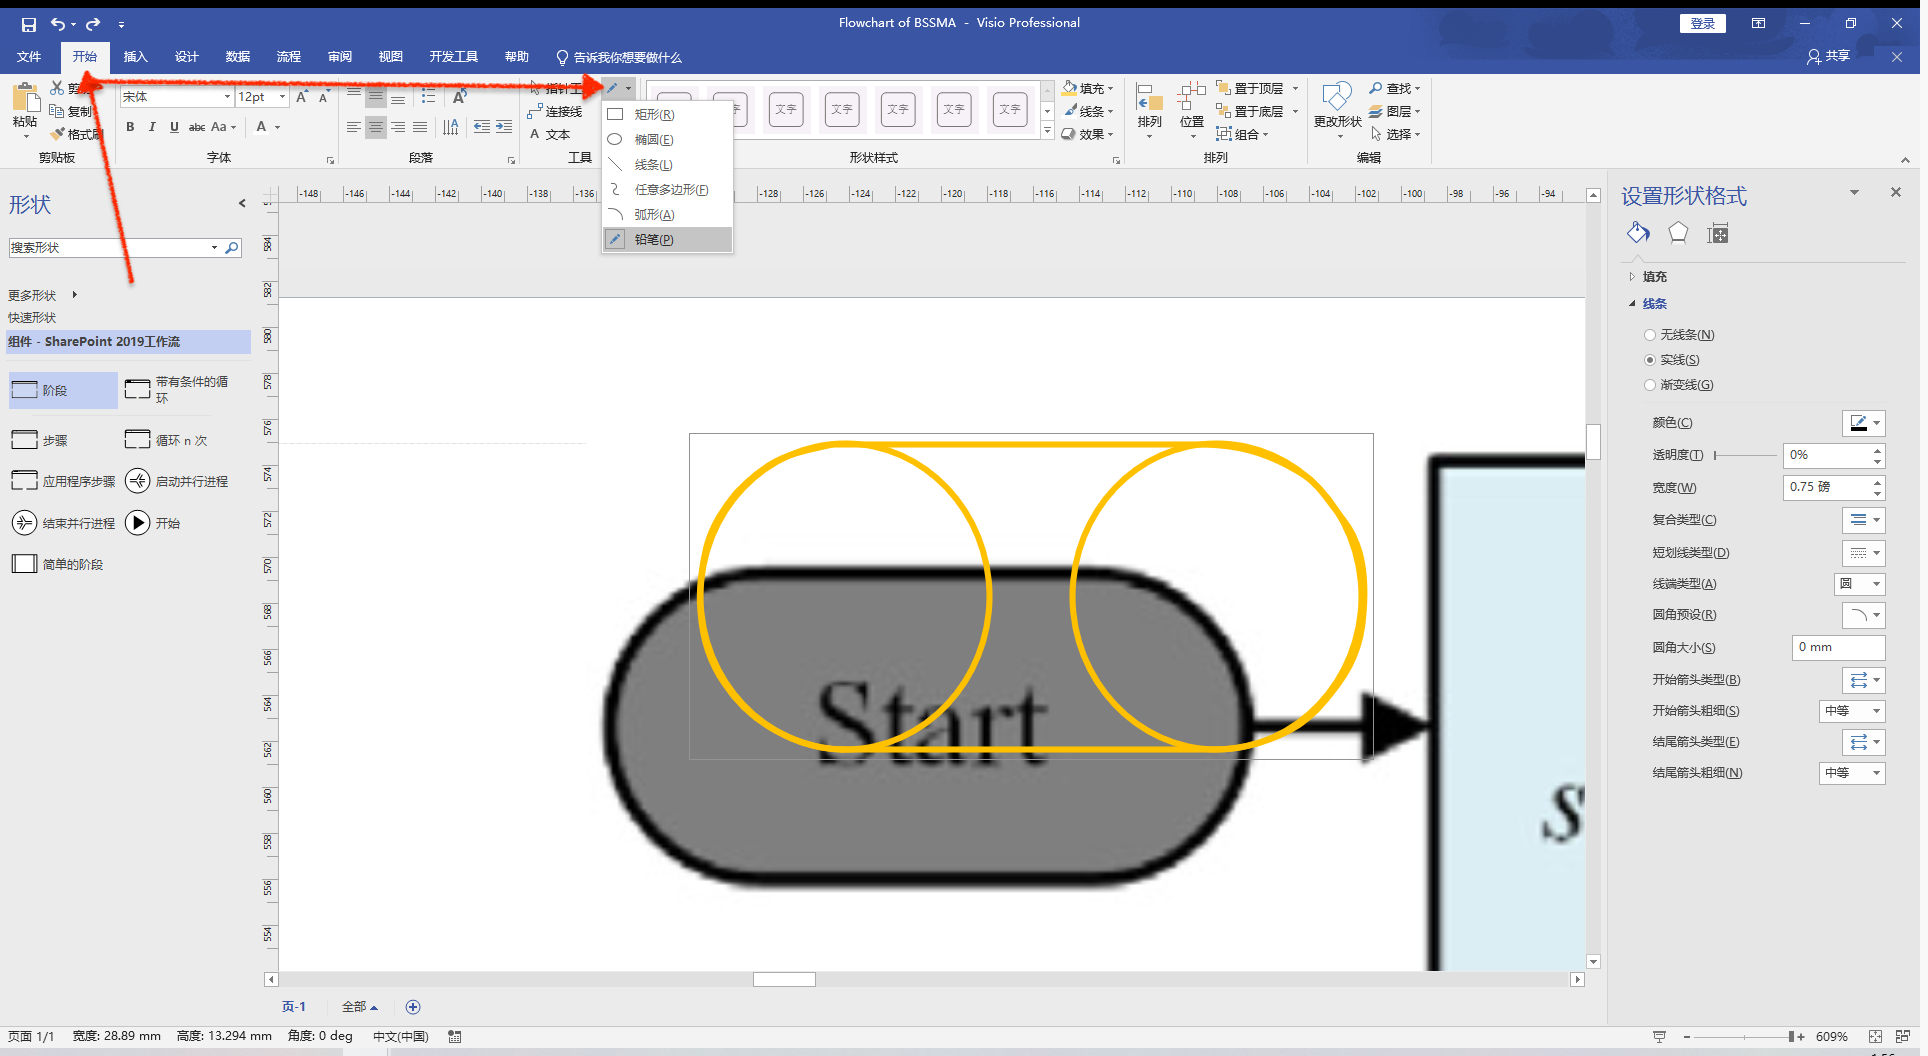 Flowchart of BSSMA - Visio Professional
登录
文件 开始 插入 设计 数据 流程 审阅 视图 开发工具 帮助 告诉我你想要做什么
共享
宋体 12pt
粘贴 复制 格式刷
B I U abc Aa A
连接线
A 文本
矩形(R)
椭圆(E)
线条(L)
任意多边形(F)
弧形(A)
铅笔(P)
文字 文字 文字 文字 文字
填充 线条 效果
排列 位置
置于顶层 置于底层 组合
更改形状
查找 图层 选择
剪贴板 字体 段落 工具 形状样式 排列 编辑
形状
搜索形状
更多形状
快速形状
组件 - SharePoint 2019工作流
阶段 带有条件的循环
步骤 循环 n 次
应用程序步骤 启动并行进程
结束并行进程 开始
简单的阶段
-148 -146 -144 -142 -140 -138 -136 -128 -126 -124 -122 -120 -118 -116 -114 -112 -110 -108 -106 -104 -102 -100 -98 -96 -94
584
582
580
578
576
574
572
570
568
566
564
562
560
558
556
554
Start
S
设置形状格式
填充
线条
无线条(N)
实线(S)
渐变线(G)
颜色(C)
透明度(T) 0%
宽度(W) 0.75 磅
复合类型(C)
短划线类型(D)
线端类型(A) 圆
圆角预设(R)
圆角大小(S) 0 mm
开始箭头类型(B)
开始箭头粗细(S) 中等
结尾箭头类型(E)
结尾箭头粗细(N) 中等
页-1 全部
页面 1/1 宽度: 28.89 mm 高度: 13.294 mm 角度: 0 deg 中文(中国)
609%